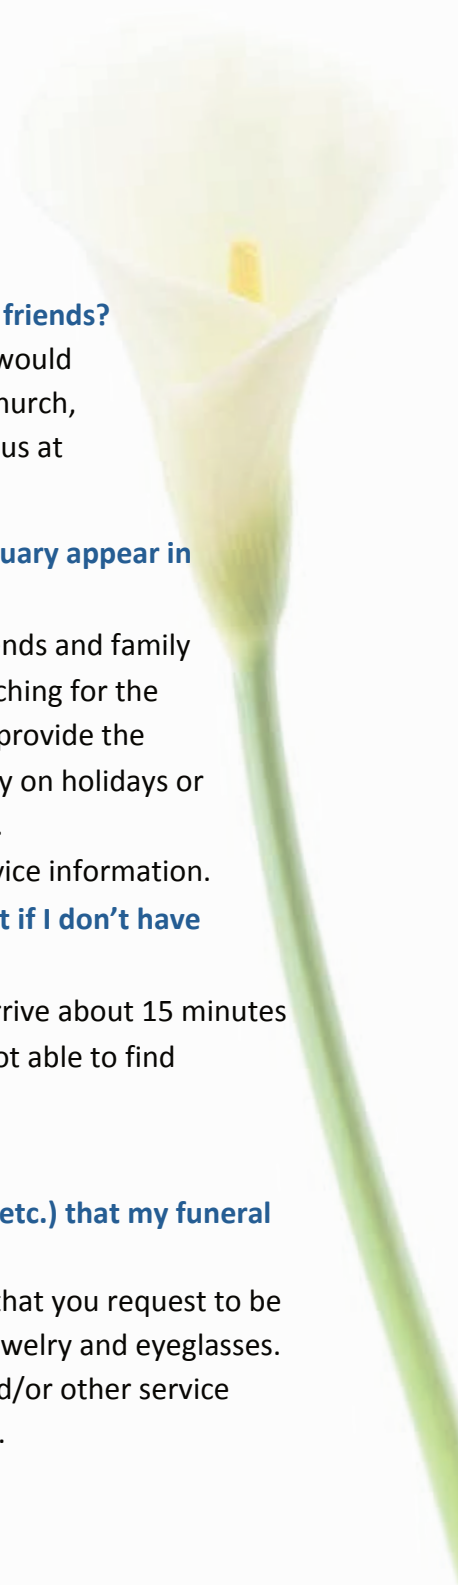 friends?
would
hurch,
us at
uary appear in
nds and family
ching for the
provide the
y on holidays or
.
vice information.
t if I don’t have
rrive about 15 minutes
ot able to find
etc.) that my funeral
that you request to be
welry and eyeglasses.
d/or other service
.